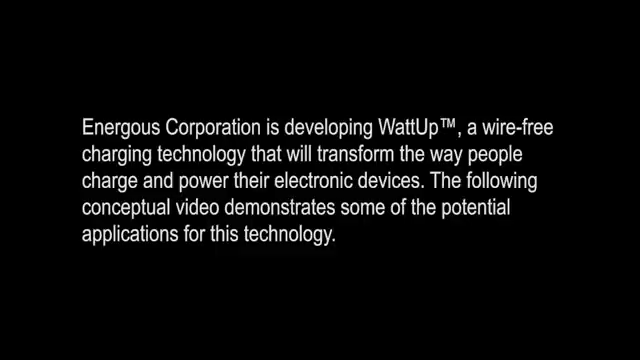 Energous Corporation is developing WattUp™, a wire-free
charging technology that will transform the way people
charge and power their electronic devices. The following
conceptual video demonstrates some of the potential
applications for this technology.